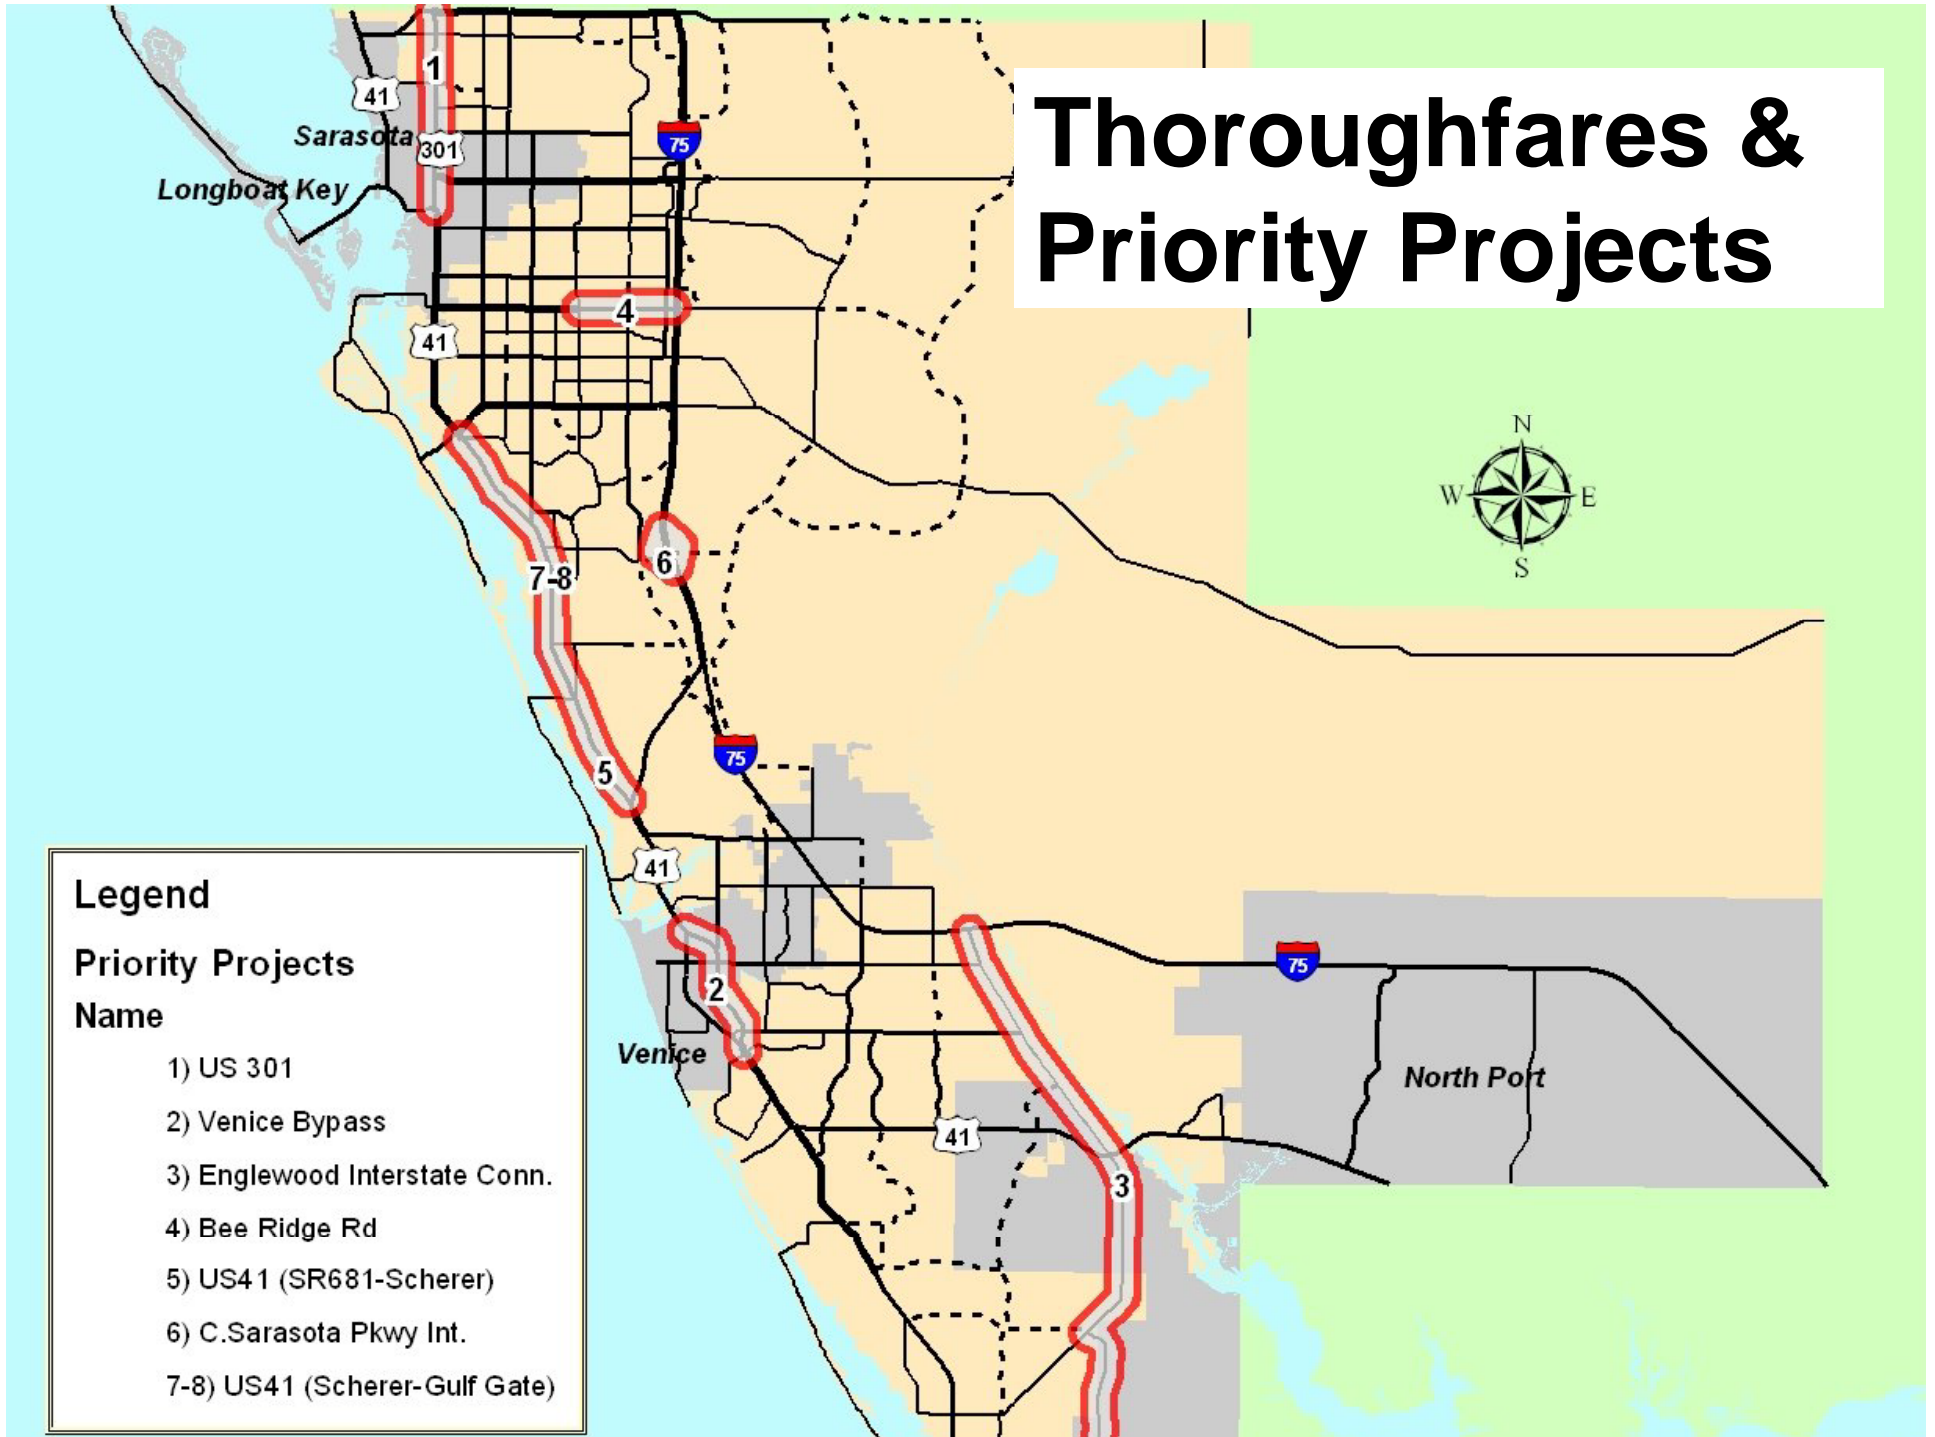 Thoroughfares &
Priority Projects
1
41
Sarasota
301
75
Longboat Key
4
41
N
W
E
S
6
7-8
5
75
41
2
Venice
75
North Port
41
3
Legend
Priority Projects
Name
1) US 301
2) Venice Bypass
3) Englewood Interstate Conn.
4) Bee Ridge Rd
5) US41 (SR681-Scherer)
6) C.Sarasota Pkwy Int.
7-8) US41 (Scherer-Gulf Gate)